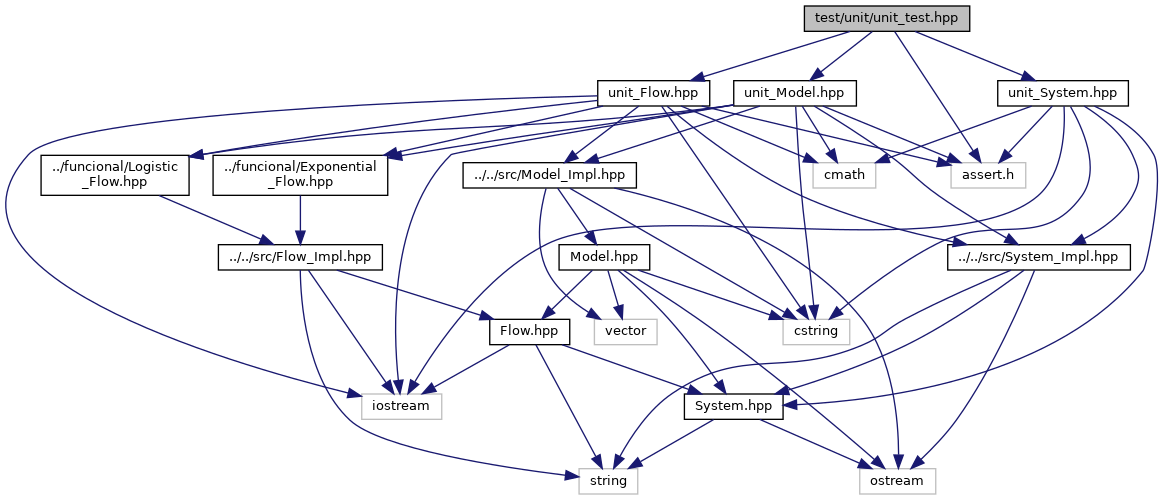 test/unit/unit_test.hpp
unit_Flow.hpp
unit_Model.hpp
unit_System.hpp
../funcional/Logistic
_Flow.hpp
../funcional/Exponential
_Flow.hpp
../../src/Model_Impl.hpp
cmath
assert.h
../../src/Flow_Impl.hpp
Model.hpp
../../src/System_Impl.hpp
Flow.hpp
vector
cstring
iostream
System.hpp
string
ostream